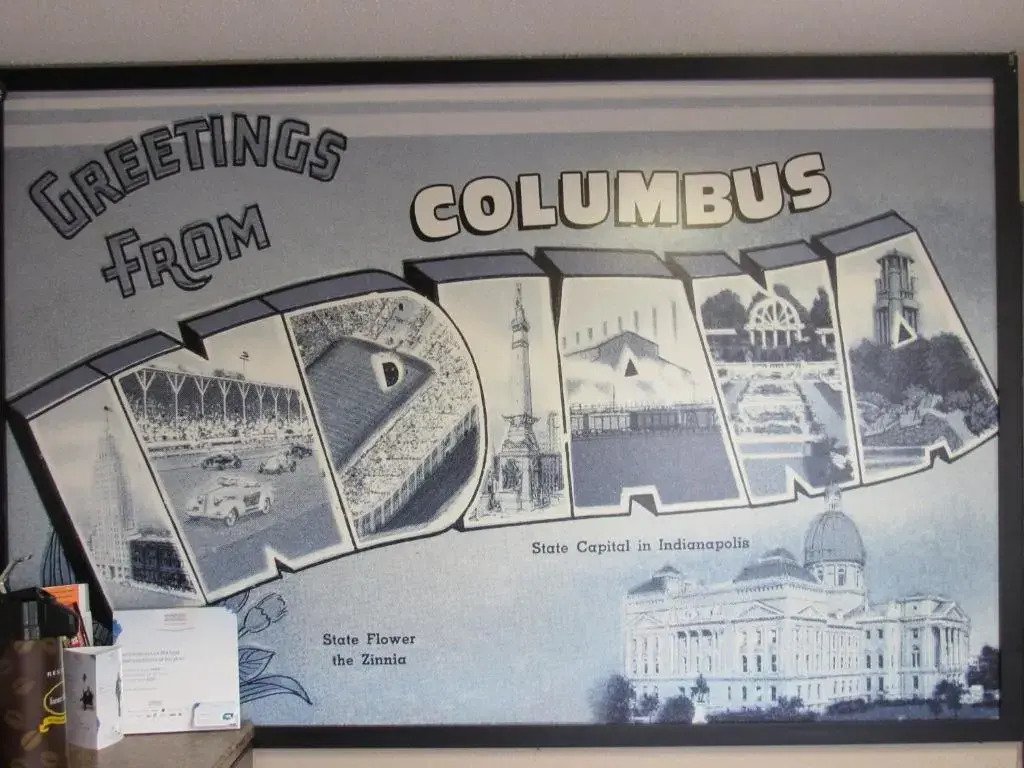 GREETINGS
FROM
COLUMBUS
INDIANA
State Capital in Indianapolis
State Flower
the Zinnia